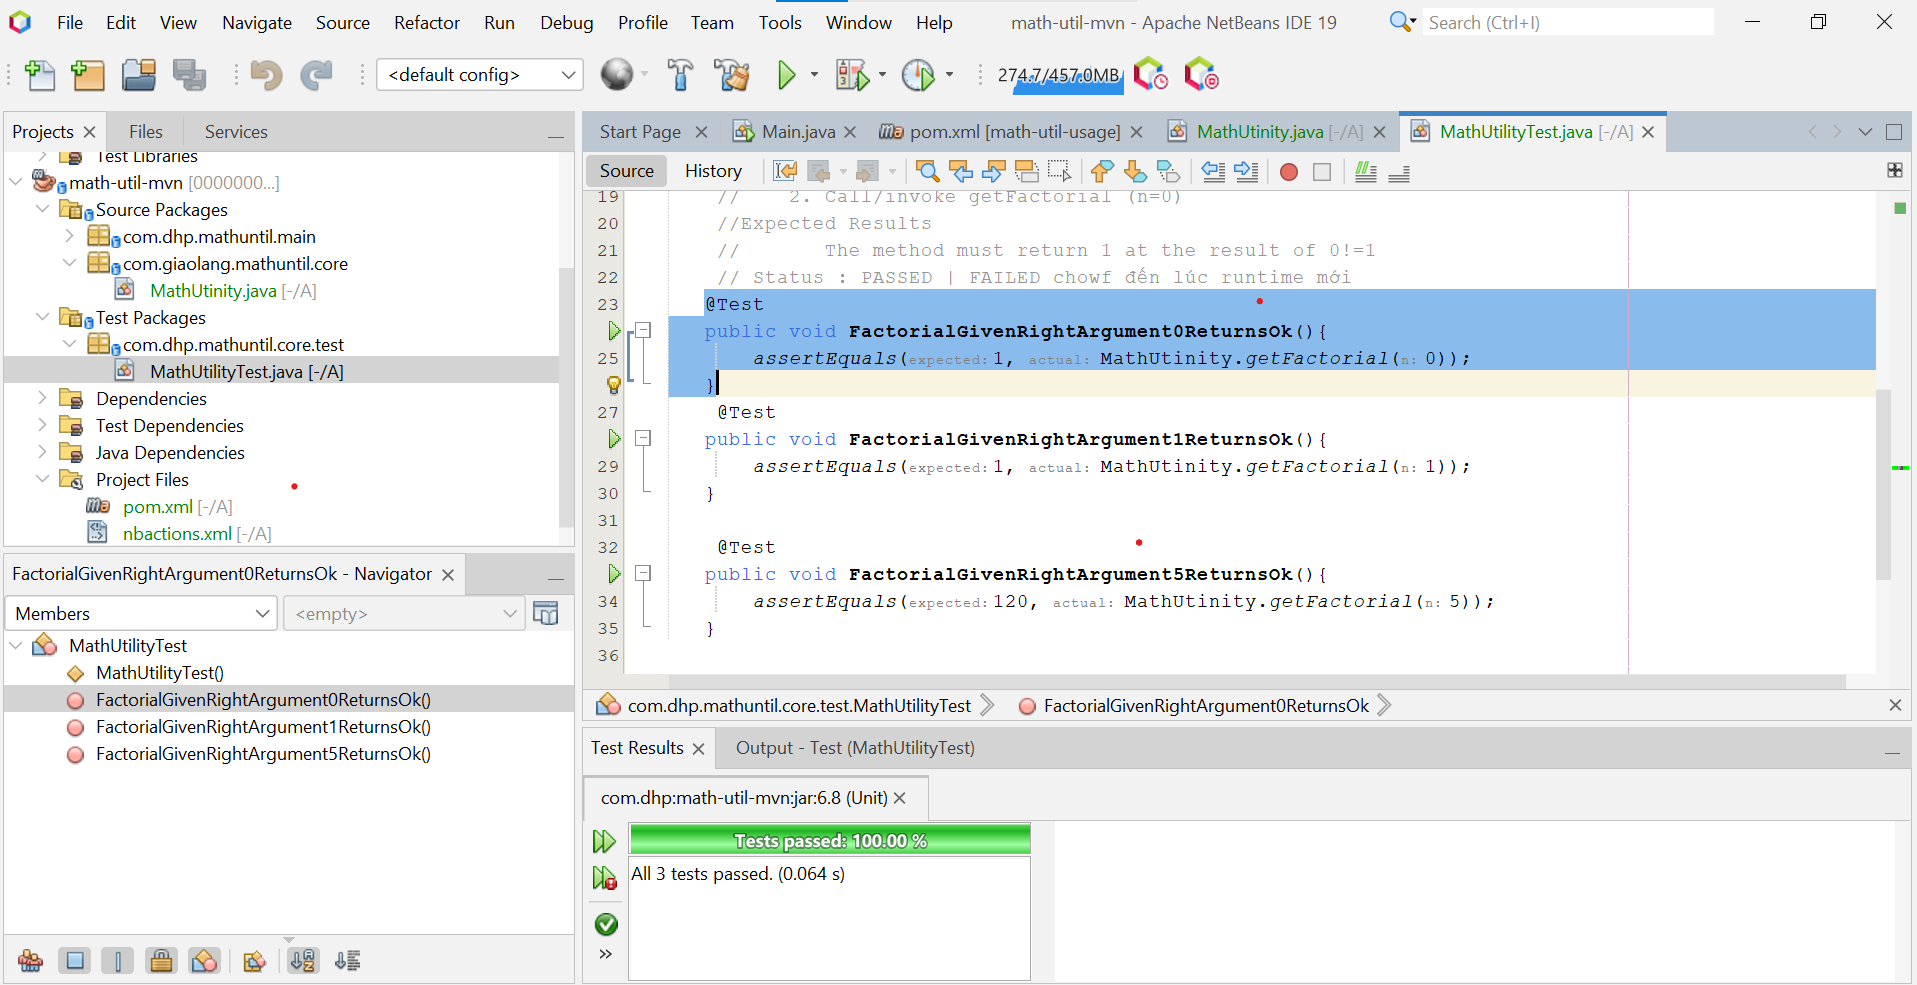 File Edit View Navigate Source Refactor Run Debug Profile Team Tools Window Help math-util-mvn - Apache NetBeans IDE 19 Search (Ctrl+I)
<default config> 274.7/457.0MB
Projects Files Services
Test Libraries
math-util-mvn [0000000...]
Source Packages
com.dhp.mathuntil.main
com.giaolang.mathuntil.core
MathUtinity.java [-/A]
Test Packages
com.dhp.mathuntil.core.test
MathUtilityTest.java [-/A]
Dependencies
Test Dependencies
Java Dependencies
Project Files
pom.xml [-/A]
nbactions.xml [-/A]
FactorialGivenRightArgument0ReturnsOk - Navigator
Members <empty>
MathUtilityTest
MathUtilityTest()
FactorialGivenRightArgument0ReturnsOk()
FactorialGivenRightArgument1ReturnsOk()
FactorialGivenRightArgument5ReturnsOk()
Start Page Main.java pom.xml [math-util-usage] MathUtinity.java [-/A] MathUtilityTest.java [-/A]
Source History
19 // 2. Call/invoke getFactorial (n=0)
20 //Expected Results
21 // The method must return 1 at the result of 0!=1
22 // Status : PASSED | FAILED chowf đến lúc runtime mới
23 @Test
public void FactorialGivenRightArgument0ReturnsOk(){
25 assertEquals(expected: 1, actual: MathUtinity.getFactorial(n: 0));
}
27 @Test
public void FactorialGivenRightArgument1ReturnsOk(){
29 assertEquals(expected: 1, actual: MathUtinity.getFactorial(n: 1));
30 }
31
32 @Test
public void FactorialGivenRightArgument5ReturnsOk(){
34 assertEquals(expected: 120, actual: MathUtinity.getFactorial(n: 5));
35 }
36
com.dhp.mathuntil.core.test.MathUtilityTest FactorialGivenRightArgument0ReturnsOk
Test Results Output - Test (MathUtilityTest)
com.dhp:math-util-mvn:jar:6.8 (Unit)
Tests passed: 100.00 %
All 3 tests passed. (0.064 s)